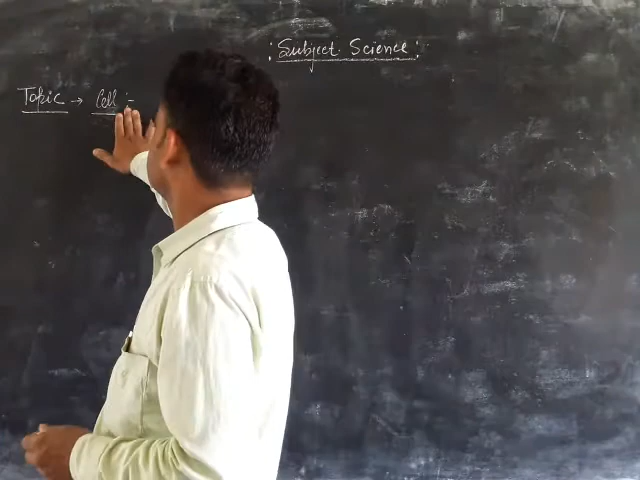 : Subject Science :
Topic → Cell :-